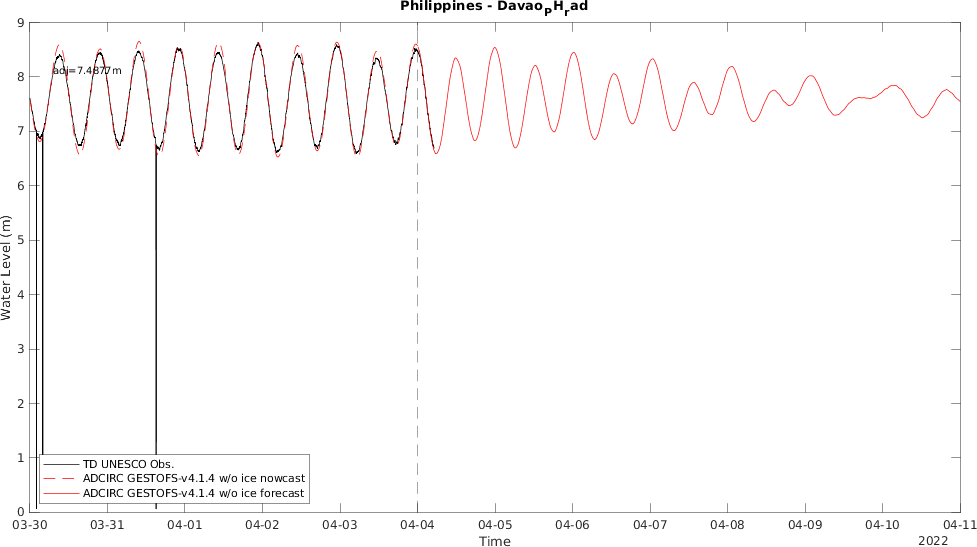 Philippines - Davao_PH_rad
9
8
7
6
5
4
3
2
1
0
Water Level (m)
adj=7.4877m
TD UNESCO Obs.
ADCIRC GESTOFS-v4.1.4 w/o ice nowcast
ADCIRC GESTOFS-v4.1.4 w/o ice forecast
03-30 03-31 04-01 04-02 04-03 04-04 04-05 04-06 04-07 04-08 04-09 04-10 04-11
Time
2022